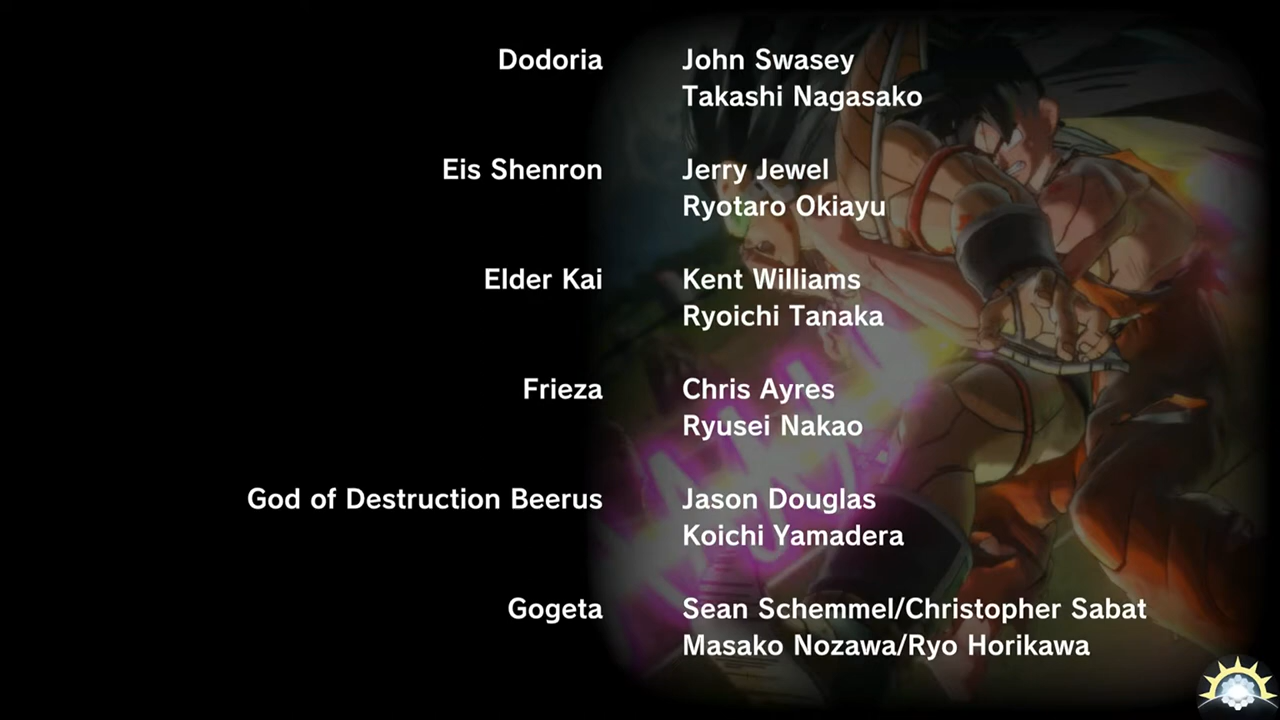 Dodoria John Swasey
Takashi Nagasako
Eis Shenron Jerry Jewel
Ryotaro Okiayu
Elder Kai Kent Williams
Ryoichi Tanaka
Frieza Chris Ayres
Ryusei Nakao
God of Destruction Beerus Jason Douglas
Koichi Yamadera
Gogeta Sean Schemmel/Christopher Sabat
Masako Nozawa/Ryo Horikawa